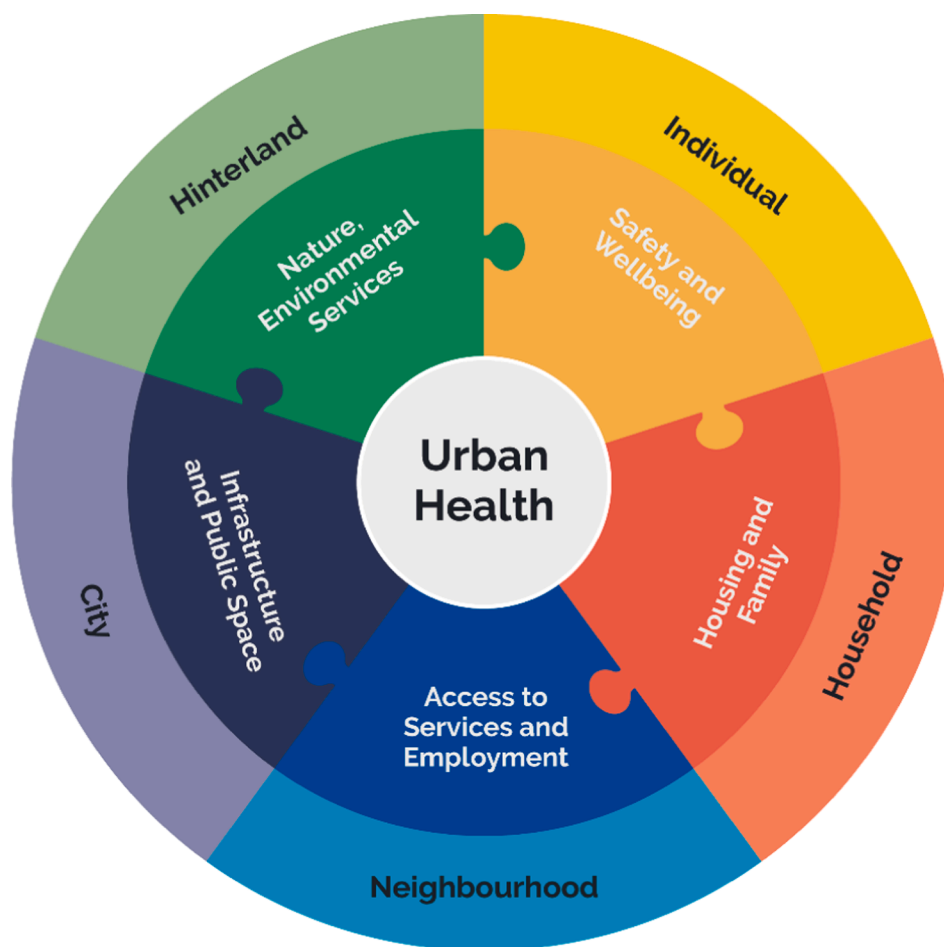 Hinterland
Individual
Nature,
Environmental
Services
Safety and
Wellbeing
Urban
Health
Infrastructure
and Public Space
Housing and
Family
City
Household
Access to
Services and
Employment
Neighbourhood